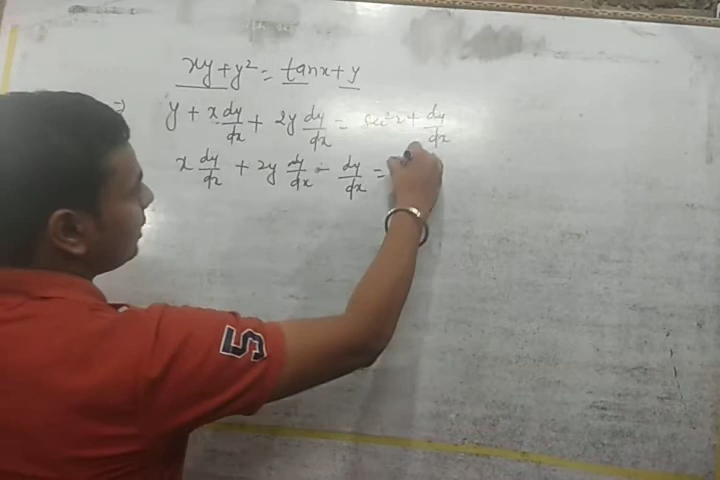 xy + y² = tanx + y
⇒ y + x dy/dx + 2y dy/dx = sec²x + dy/dx
x dy/dx + 2y dy/dx - dy/dx =
5